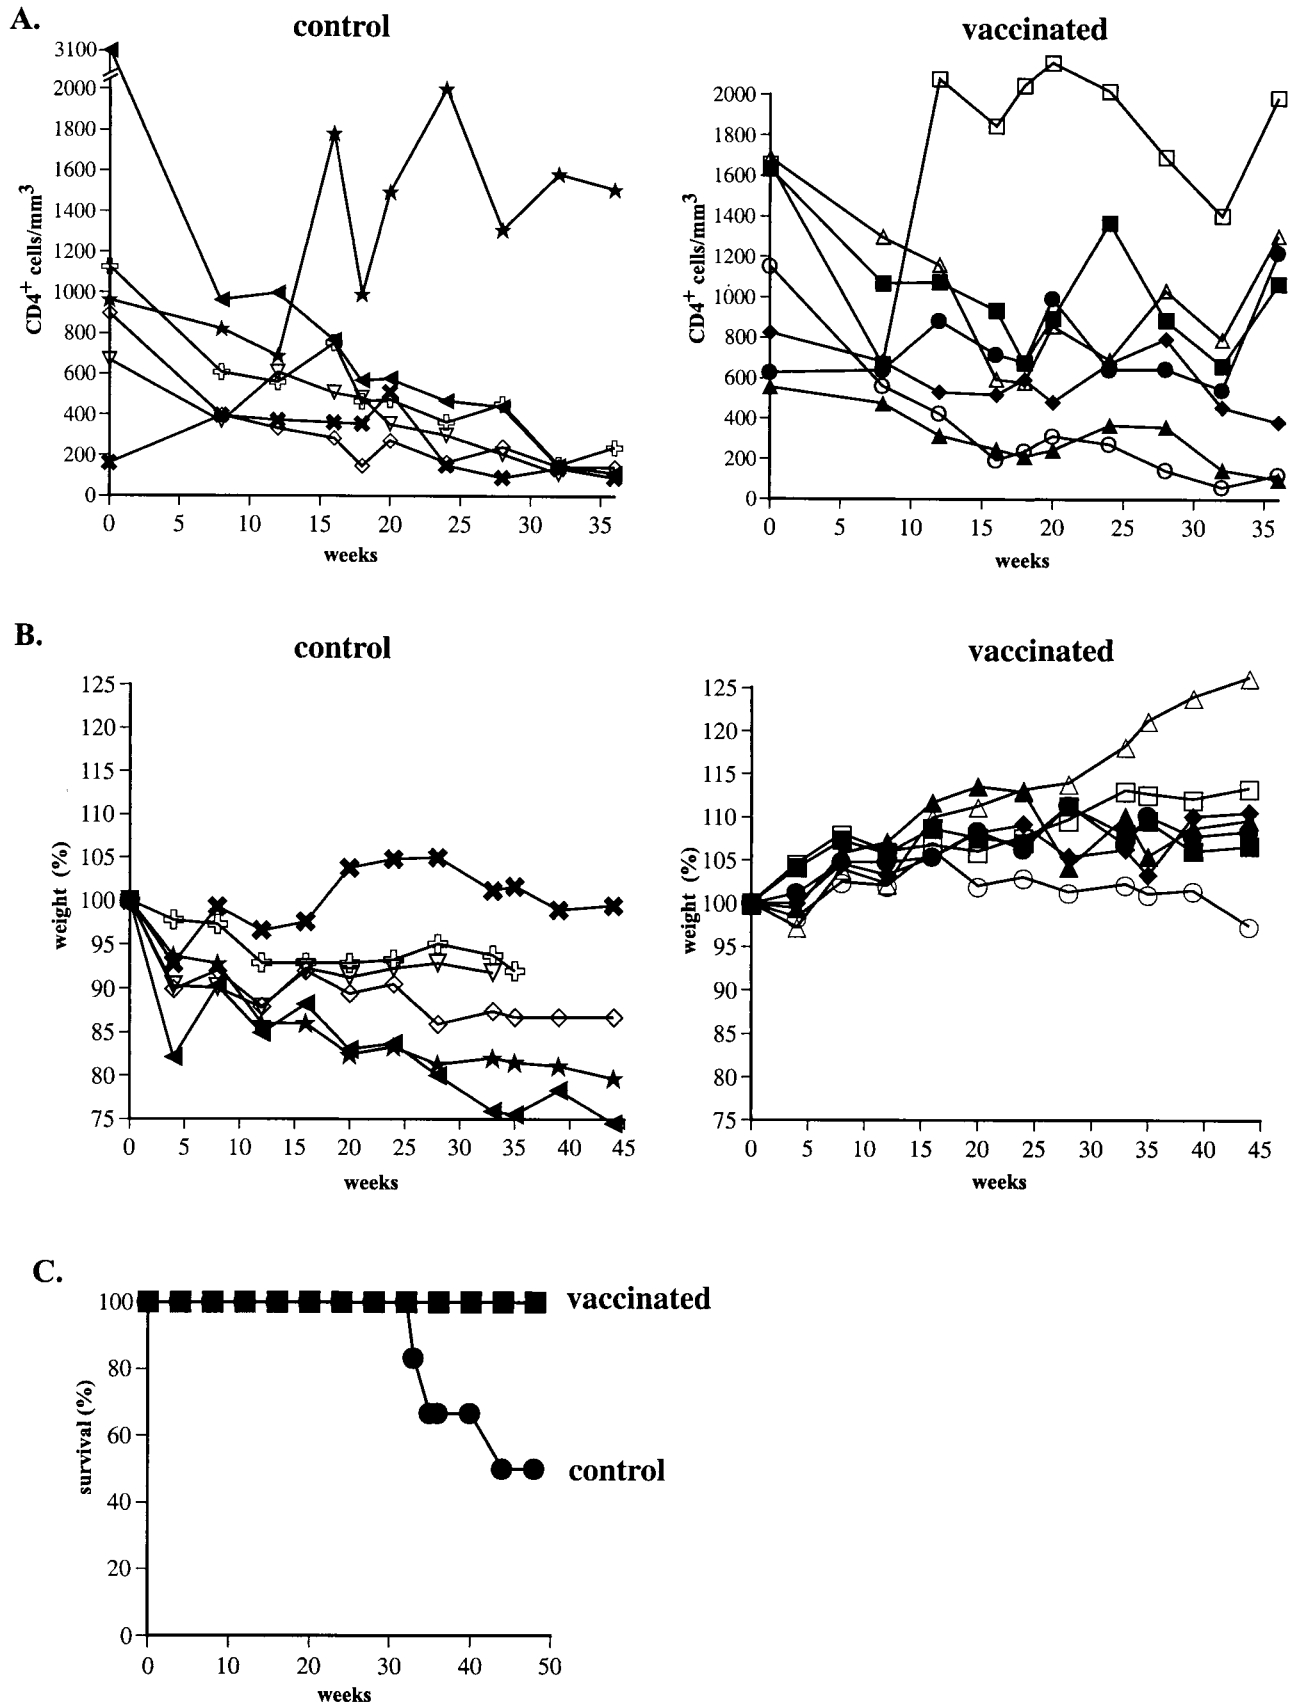 A.
control
vaccinated
3100
2000
1800
1600
1400
1200
1000
800
600
400
200
0
CD4+ cells/mm3
0 5 10 15 20 25 30 35
weeks
2000
1800
1600
1400
1200
1000
800
600
400
200
0
CD4+ cells/mm3
0 5 10 15 20 25 30 35
weeks
B.
control
vaccinated
125
120
115
110
105
100
95
90
85
80
75
weight (%)
0 5 10 15 20 25 30 35 40 45
weeks
125
120
115
110
105
100
95
90
85
80
75
weight (%)
0 5 10 15 20 25 30 35 40 45
weeks
C.
100
80
60
40
20
0
survival (%)
vaccinated
control
0 10 20 30 40 50
weeks